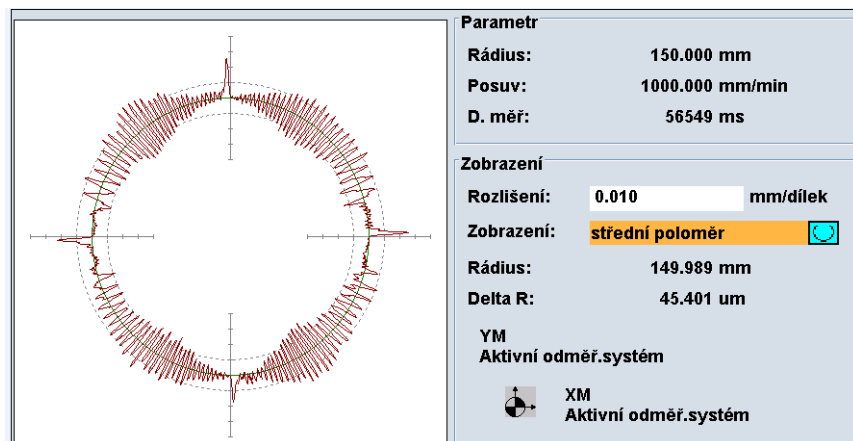 Parametr
Rádius: 150.000 mm
Posuv: 1000.000 mm/min
D. měř: 56549 ms
Zobrazení
Rozlišení: 0.010 mm/dílek
Zobrazení: střední poloměr
Rádius: 149.989 mm
Delta R: 45.401 um
YM
Aktivní odměř.systém
XM
Aktivní odměř.systém